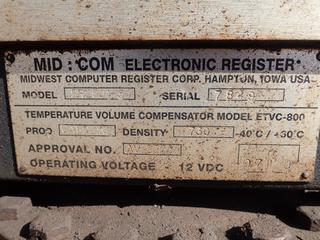 MID:COM ELECTRONIC REGISTER
MIDWEST COMPUTER REGISTER CORP. HAMPTON, IOWA USA
MODEL SERIAL
TEMPERATURE VOLUME COMPENSATOR MODEL ETVC-800
PROD DENSITY 730 -40°C / +50°C
APPROVAL NO.
OPERATING VOLTAGE - 12 VDC